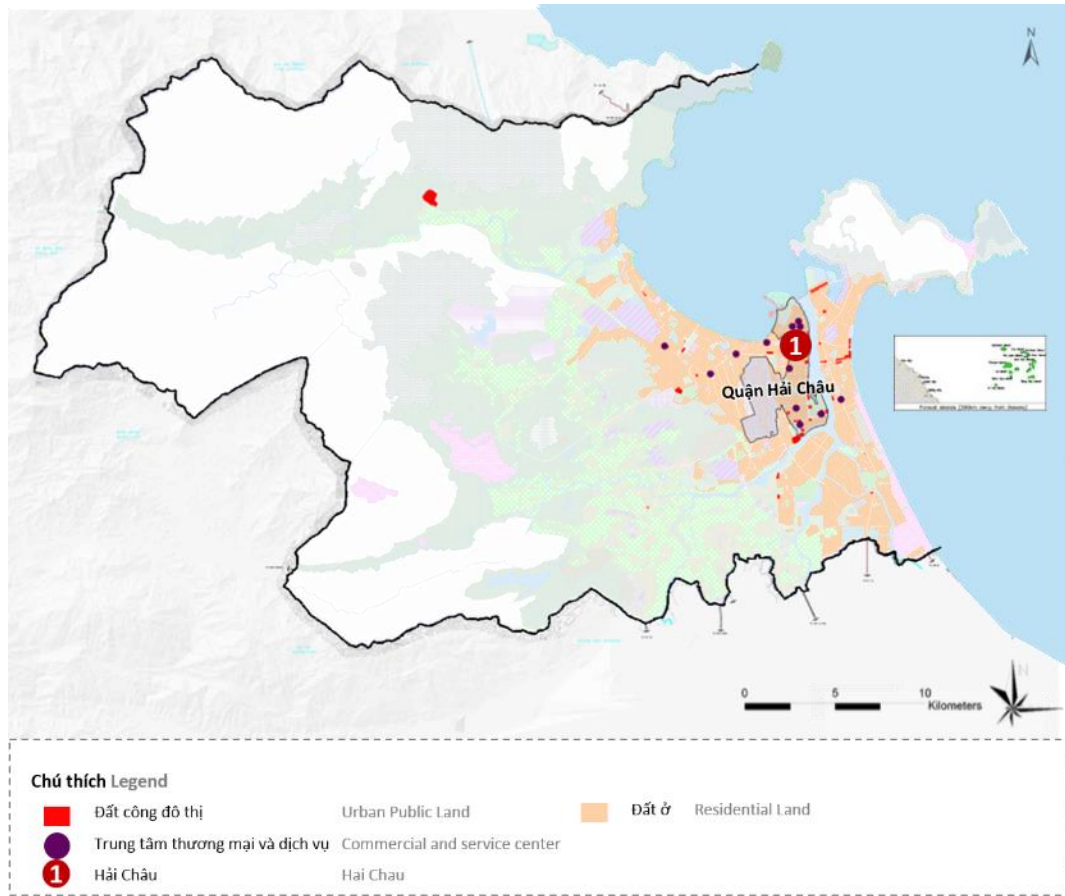 N
1
Quận Hải Châu
N
0 5 10
Kilometers
Chú thích Legend
Đất công đô thị Urban Public Land Đất ở Residential Land
Trung tâm thương mại và dịch vụ Commercial and service center
1 Hải Châu Hai Chau